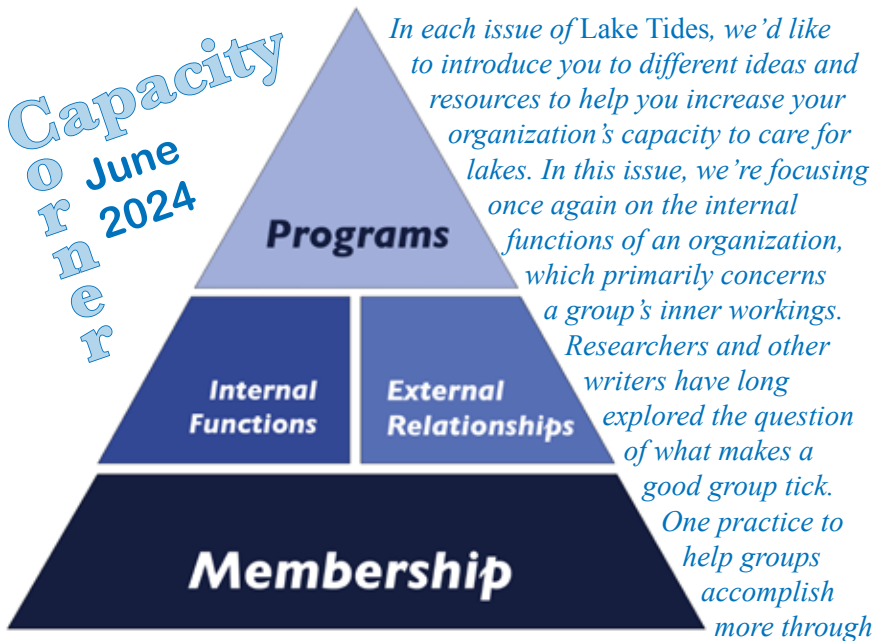 Capacity
Corner
June
2024
Programs
Internal
Functions
External
Relationships
Membership
In each issue of Lake Tides, we’d like
to introduce you to different ideas and
resources to help you increase your
organization’s capacity to care for
lakes. In this issue, we’re focusing
once again on the internal
functions of an organization,
which primarily concerns
a group’s inner workings.
Researchers and other
writers have long
explored the question
of what makes a
good group tick.
One practice to
help groups
accomplish
more through